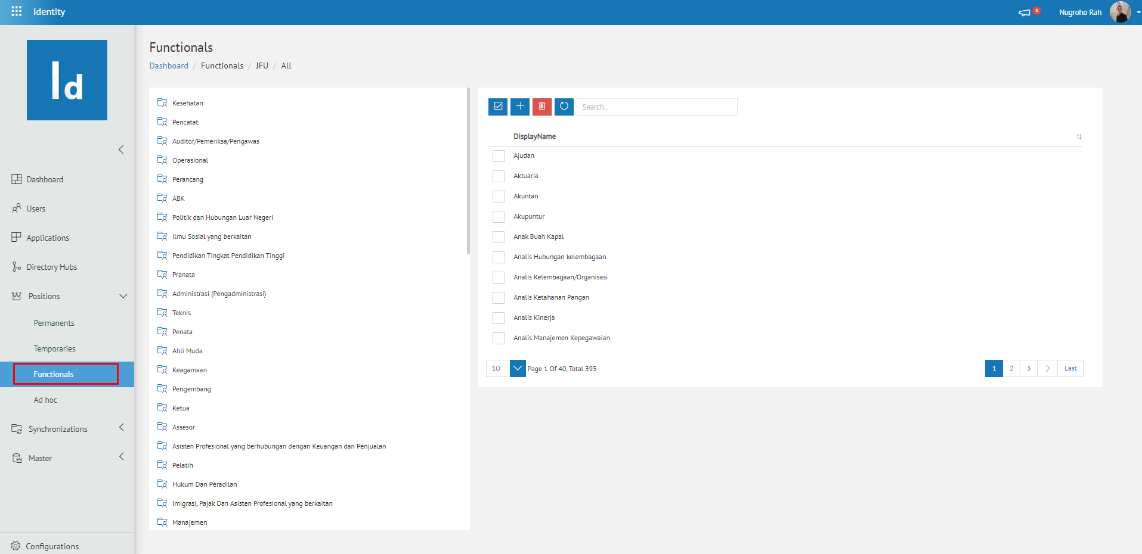 Identity
0
Nugroho Rah
Id
Dashboard
Users
Applications
Directory Hubs
Positions
Permanents
Temporaries
Functionals
Ad hoc
Synchronizations
Master
Configurations
Functionals
Dashboard / Functionals / JFU / All
Kesehatan
Pencatat
Auditor/Pemeriksa/Pengawas
Operasional
Perancang
ABK
Politik dan Hubungan Luar Negeri
Ilmu Sosial yang berkaitan
Pendidikan Tingkat Pendidikan Tinggi
Pranata
Administrasi (Pengadministrasi)
Teknis
Penata
Ahli Muda
Keagamaan
Pengembang
Ketua
Assesor
Asisten Profesional yang berhubungan dengan Keuangan dan Penjualan
Pelatih
Hukum Dan Peradilan
Imigrasi, Pajak Dan Asisten Profesional yang berkaitan
Manajemen
Search..
DisplayName
Ajudan
Aktuaria
Akuntan
Akupuntur
Anak Buah Kapal
Analis Hubungan kelembagaan
Analis Kelembagaan/Organisasi
Analis Ketahanan Pangan
Analis Kinerja
Analis Manajemen Kepegawaian
10 Page 1 Of 40, Total 393 1 2 3 Last